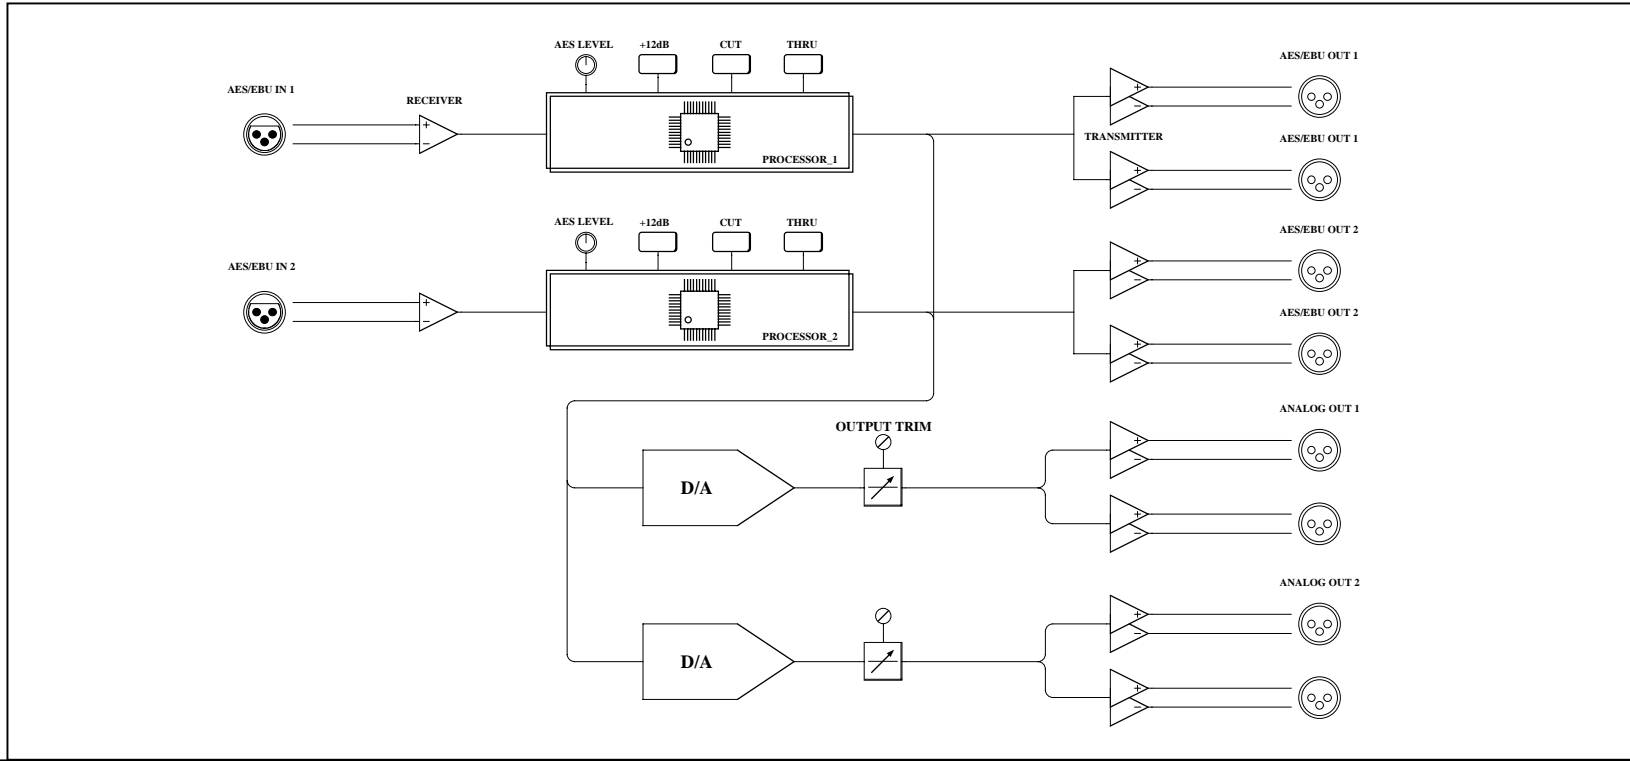 AES LEVEL +12dB CUT THRU
AES/EBU OUT 1
AES/EBU IN 1
RECEIVER
+
−
PROCESSOR_1
+
−
TRANSMITTER
AES/EBU OUT 1
+
−
AES LEVEL +12dB CUT THRU
AES/EBU OUT 2
AES/EBU IN 2
+
−
PROCESSOR_2
+
−
AES/EBU OUT 2
+
−
ANALOG OUT 1
OUTPUT TRIM
D/A
+
−
+
−
ANALOG OUT 2
D/A
+
−
+
−